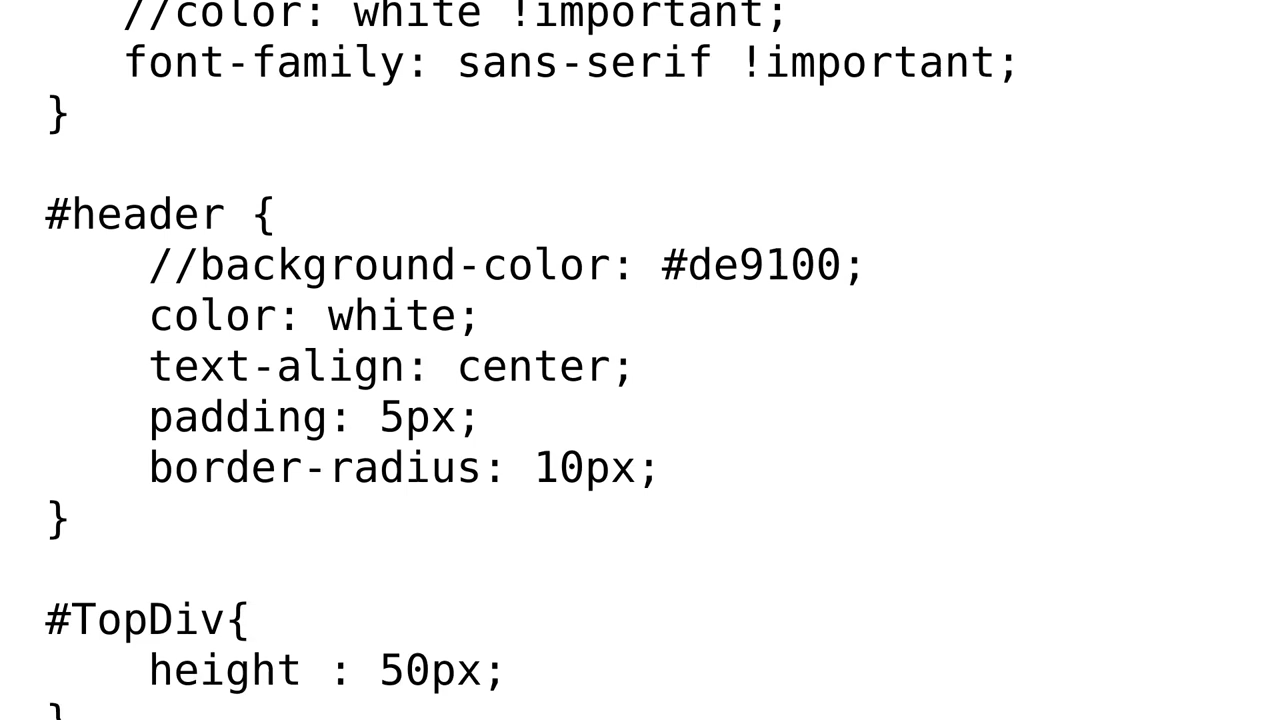 //color: white !important;
font-family: sans-serif !important;
}
#header {
//background-color: #de9100;
color: white;
text-align: center;
padding: 5px;
border-radius: 10px;
}
#TopDiv{
height : 50px;
}